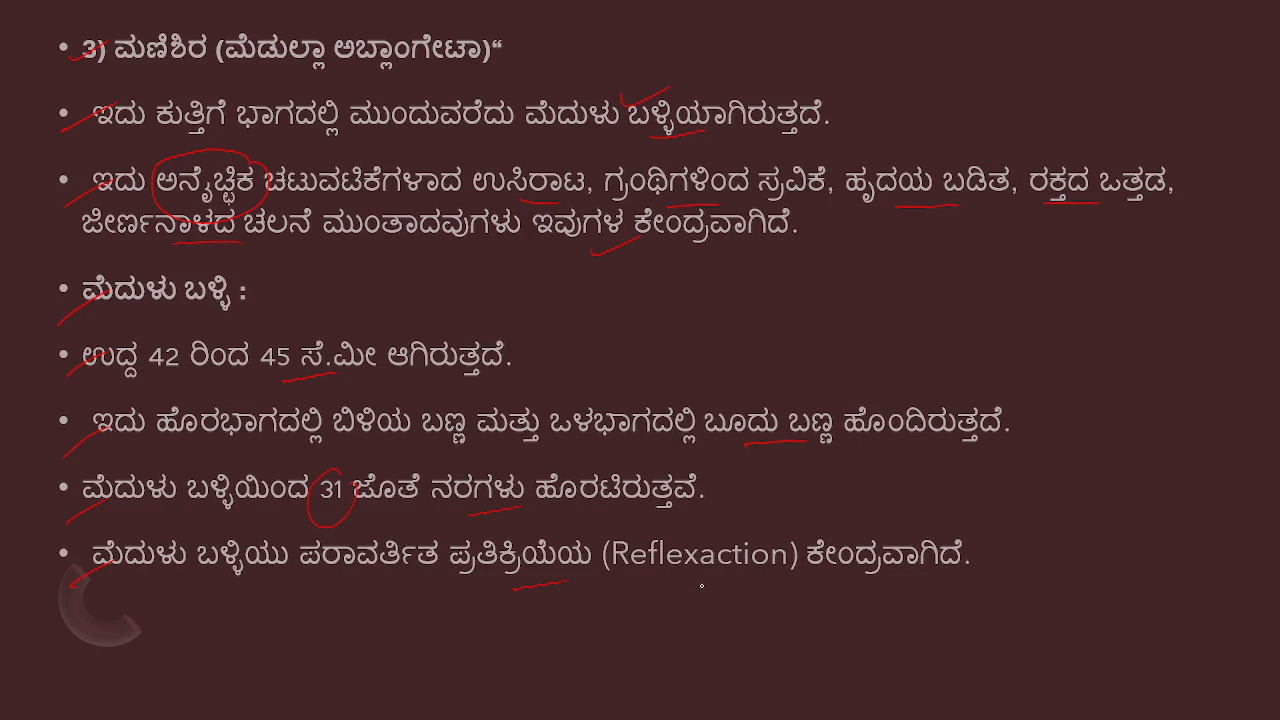 • 3) ಮಣಿಶಿರ (ಮೆಡುಲ್ಲಾ ಅಬ್ಲಾಂಗೇಟಾ)“
• ಇದು ಕುತ್ತಿಗೆ ಭಾಗದಲ್ಲಿ ಮುಂದುವರೆದು ಮೆದುಳು ಬಳ್ಳಿಯಾಗಿರುತ್ತದೆ.
• ಇದು ಅನೈಚ್ಛಿಕ ಚಟುವಟಿಕೆಗಳಾದ ಉಸಿರಾಟ, ಗ್ರಂಥಿಗಳಿಂದ ಸ್ರವಿಕೆ, ಹೃದಯ ಬಡಿತ, ರಕ್ತದ ಒತ್ತಡ,
ಜೀರ್ಣನಾಳದ ಚಲನೆ ಮುಂತಾದವುಗಳು ಇವುಗಳ ಕೇಂದ್ರವಾಗಿದೆ.
• ಮೆದುಳು ಬಳ್ಳಿ :
• ಉದ್ದ 42 ರಿಂದ 45 ಸೆ.ಮೀ ಆಗಿರುತ್ತದೆ.
• ಇದು ಹೊರಭಾಗದಲ್ಲಿ ಬಿಳಿಯ ಬಣ್ಣ ಮತ್ತು ಒಳಭಾಗದಲ್ಲಿ ಬೂದು ಬಣ್ಣ ಹೊಂದಿರುತ್ತದೆ.
• ಮೆದುಳು ಬಳ್ಳಿಯಿಂದ 31 ಜೊತೆ ನರಗಳು ಹೊರಟಿರುತ್ತವೆ.
• ಮೆದುಳು ಬಳ್ಳಿಯು ಪರಾವರ್ತಿತ ಪ್ರತಿಕ್ರಿಯೆಯ (Reflexaction) ಕೇಂದ್ರವಾಗಿದೆ.